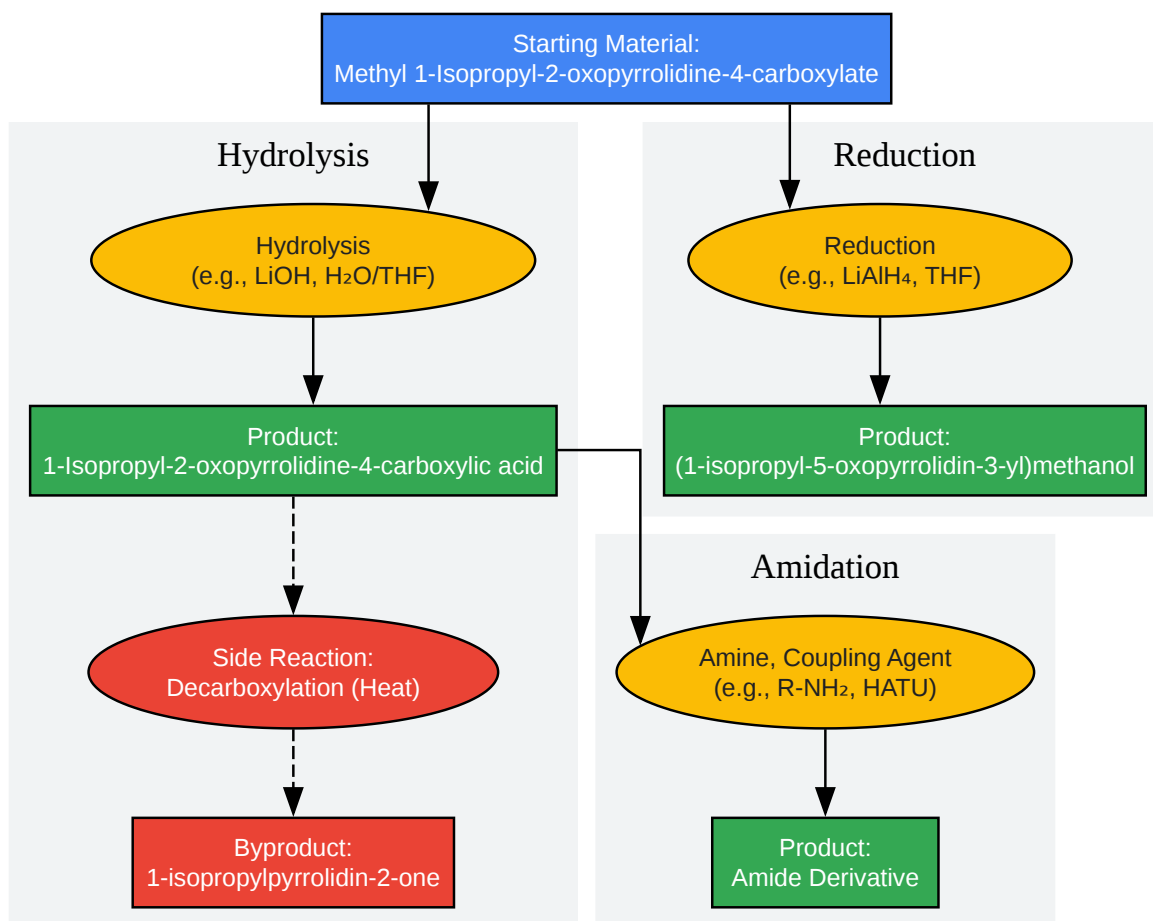 Starting Material:
Methyl 1-Isopropyl-2-oxopyrrolidine-4-carboxylate
Hydrolysis
Hydrolysis
(e.g., LiOH, H₂O/THF)
Product:
1-Isopropyl-2-oxopyrrolidine-4-carboxylic acid
Side Reaction:
Decarboxylation (Heat)
Byproduct:
1-isopropylpyrrolidin-2-one
Reduction
Reduction
(e.g., LiAlH₄, THF)
Product:
(1-isopropyl-5-oxopyrrolidin-3-yl)methanol
Amidation
Amine, Coupling Agent
(e.g., R-NH₂, HATU)
Product:
Amide Derivative